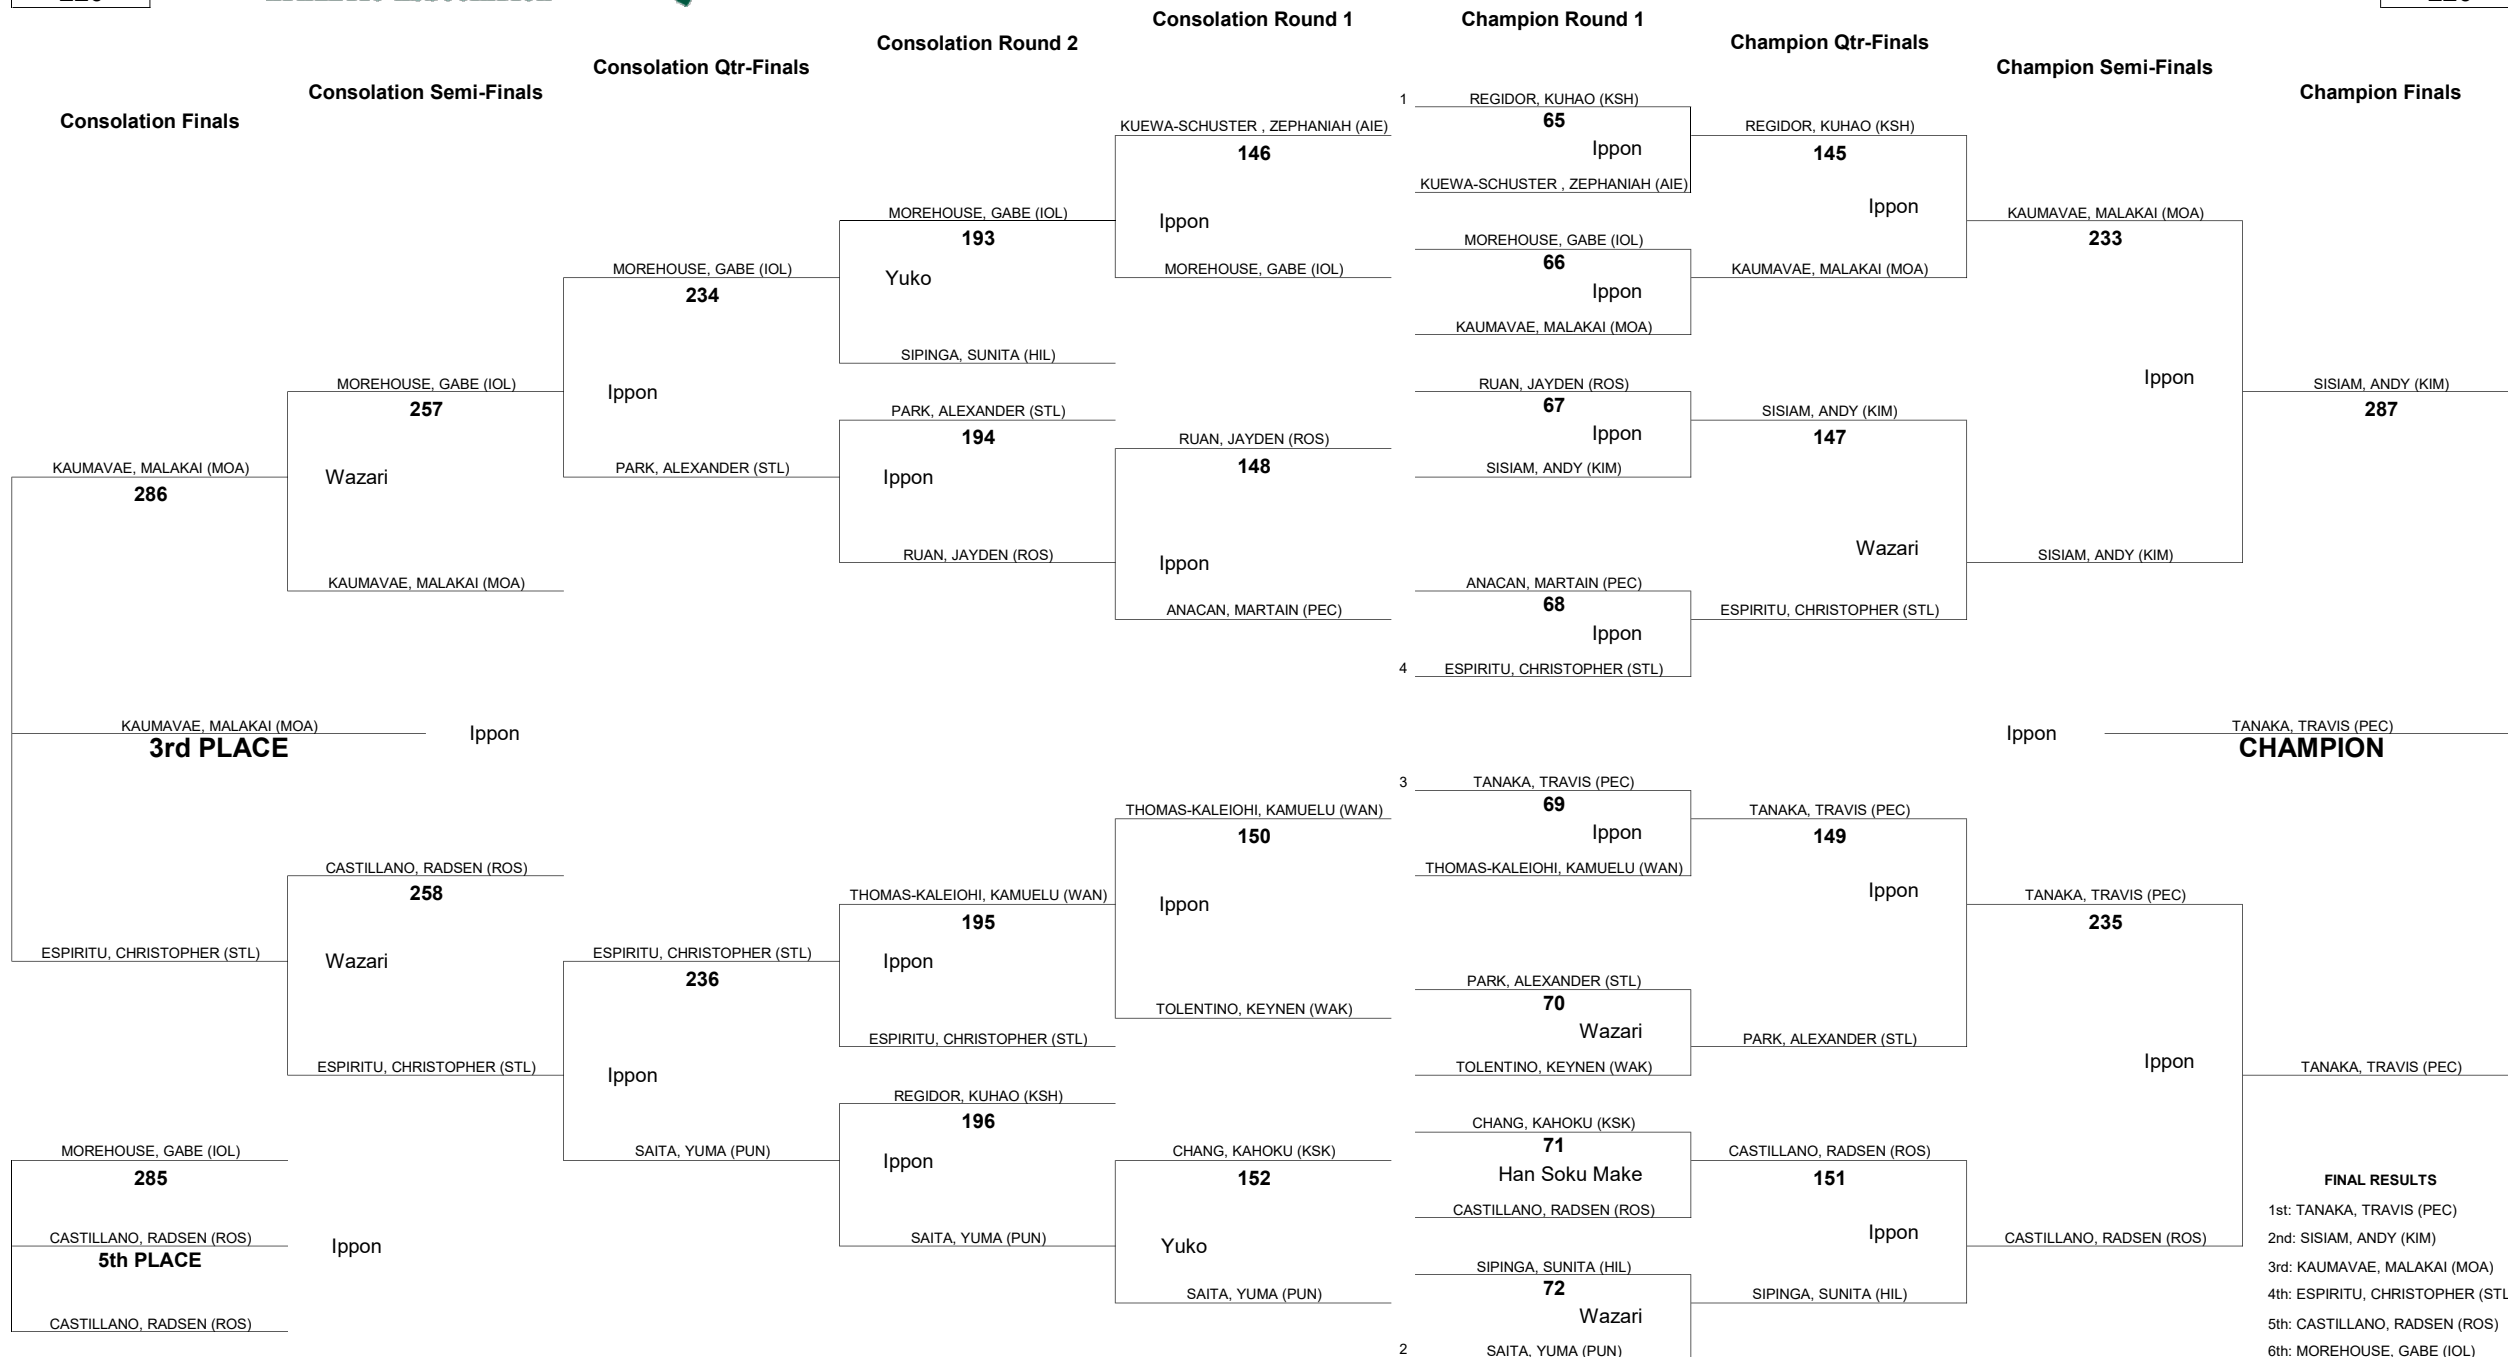 Consolation Round 1
Champion Round 1
Consolation Round 2
Champion Qtr-Finals
Consolation Qtr-Finals
Champion Semi-Finals
Consolation Semi-Finals
Champion Finals
Consolation Finals
KAUMAVAE, MALAKAI (MOA)
286
KAUMAVAE, MALAKAI (MOA)
3rd PLACE
Ippon
ESPIRITU, CHRISTOPHER (STL)
MOREHOUSE, GABE (IOL)
285
CASTILLANO, RADSEN (ROS)
5th PLACE
Ippon
CASTILLANO, RADSEN (ROS)
MOREHOUSE, GABE (IOL)
257
Wazari
KAUMAVAE, MALAKAI (MOA)
CASTILLANO, RADSEN (ROS)
258
Wazari
ESPIRITU, CHRISTOPHER (STL)
MOREHOUSE, GABE (IOL)
234
Ippon
PARK, ALEXANDER (STL)
ESPIRITU, CHRISTOPHER (STL)
236
Ippon
SAITA, YUMA (PUN)
MOREHOUSE, GABE (IOL)
193
Yuko
SIPINGA, SUNITA (HIL)
PARK, ALEXANDER (STL)
194
Ippon
RUAN, JAYDEN (ROS)
THOMAS-KALEIOHI, KAMUELU (WAN)
195
Ippon
ESPIRITU, CHRISTOPHER (STL)
REGIDOR, KUHAO (KSH)
196
Ippon
SAITA, YUMA (PUN)
KUEWA-SCHUSTER , ZEPHANIAH (AIE)
146
Ippon
MOREHOUSE, GABE (IOL)
RUAN, JAYDEN (ROS)
148
Ippon
ANACAN, MARTAIN (PEC)
THOMAS-KALEIOHI, KAMUELU (WAN)
150
Ippon
TOLENTINO, KEYNEN (WAK)
CHANG, KAHOKU (KSK)
152
Yuko
SAITA, YUMA (PUN)
1 REGIDOR, KUHAO (KSH)
65
Ippon
KUEWA-SCHUSTER , ZEPHANIAH (AIE)
MOREHOUSE, GABE (IOL)
66
Ippon
KAUMAVAE, MALAKAI (MOA)
RUAN, JAYDEN (ROS)
67
Ippon
SISIAM, ANDY (KIM)
ANACAN, MARTAIN (PEC)
68
Ippon
4 ESPIRITU, CHRISTOPHER (STL)
3 TANAKA, TRAVIS (PEC)
69
Ippon
THOMAS-KALEIOHI, KAMUELU (WAN)
PARK, ALEXANDER (STL)
70
Wazari
TOLENTINO, KEYNEN (WAK)
CHANG, KAHOKU (KSK)
71
Han Soku Make
CASTILLANO, RADSEN (ROS)
SIPINGA, SUNITA (HIL)
72
Wazari
2 SAITA, YUMA (PUN)
REGIDOR, KUHAO (KSH)
145
Ippon
KAUMAVAE, MALAKAI (MOA)
SISIAM, ANDY (KIM)
147
Wazari
ESPIRITU, CHRISTOPHER (STL)
TANAKA, TRAVIS (PEC)
149
Ippon
PARK, ALEXANDER (STL)
CASTILLANO, RADSEN (ROS)
151
Ippon
SIPINGA, SUNITA (HIL)
KAUMAVAE, MALAKAI (MOA)
233
Ippon
SISIAM, ANDY (KIM)
TANAKA, TRAVIS (PEC)
235
Ippon
CASTILLANO, RADSEN (ROS)
SISIAM, ANDY (KIM)
287
Ippon
TANAKA, TRAVIS (PEC)
CHAMPION
TANAKA, TRAVIS (PEC)
FINAL RESULTS
1st: TANAKA, TRAVIS (PEC)
2nd: SISIAM, ANDY (KIM)
3rd: KAUMAVAE, MALAKAI (MOA)
4th: ESPIRITU, CHRISTOPHER (STL
5th: CASTILLANO, RADSEN (ROS)
6th: MOREHOUSE, GABE (IOL)